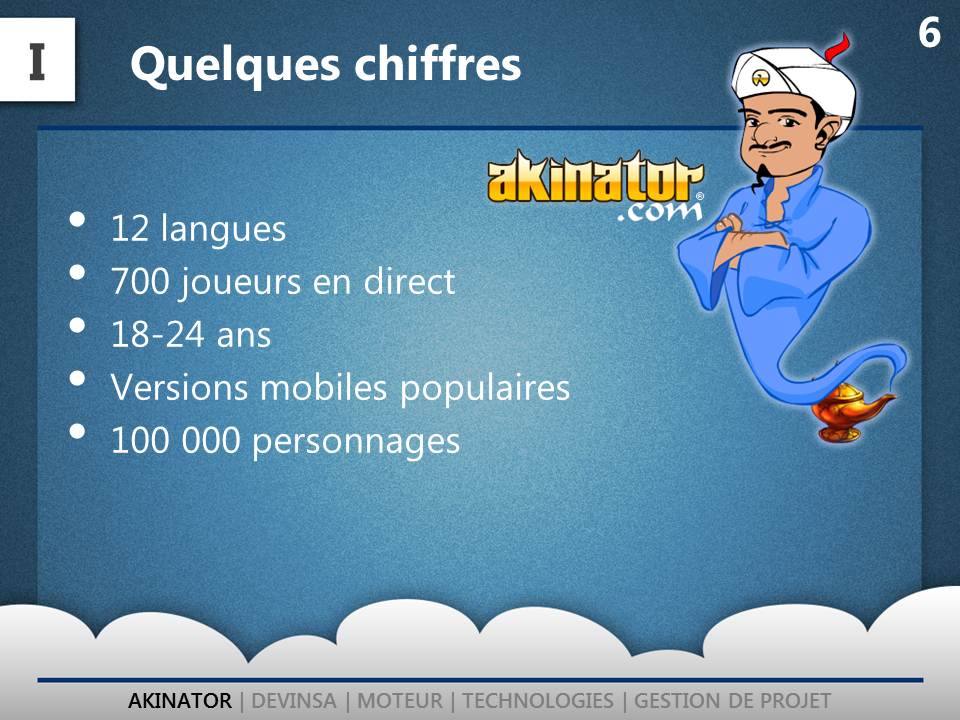 I
Quelques chiffres
6
akinator®
.com
• 12 langues
• 700 joueurs en direct
• 18-24 ans
• Versions mobiles populaires
• 100 000 personnages
AKINATOR | DEVINSA | MOTEUR | TECHNOLOGIES | GESTION DE PROJET